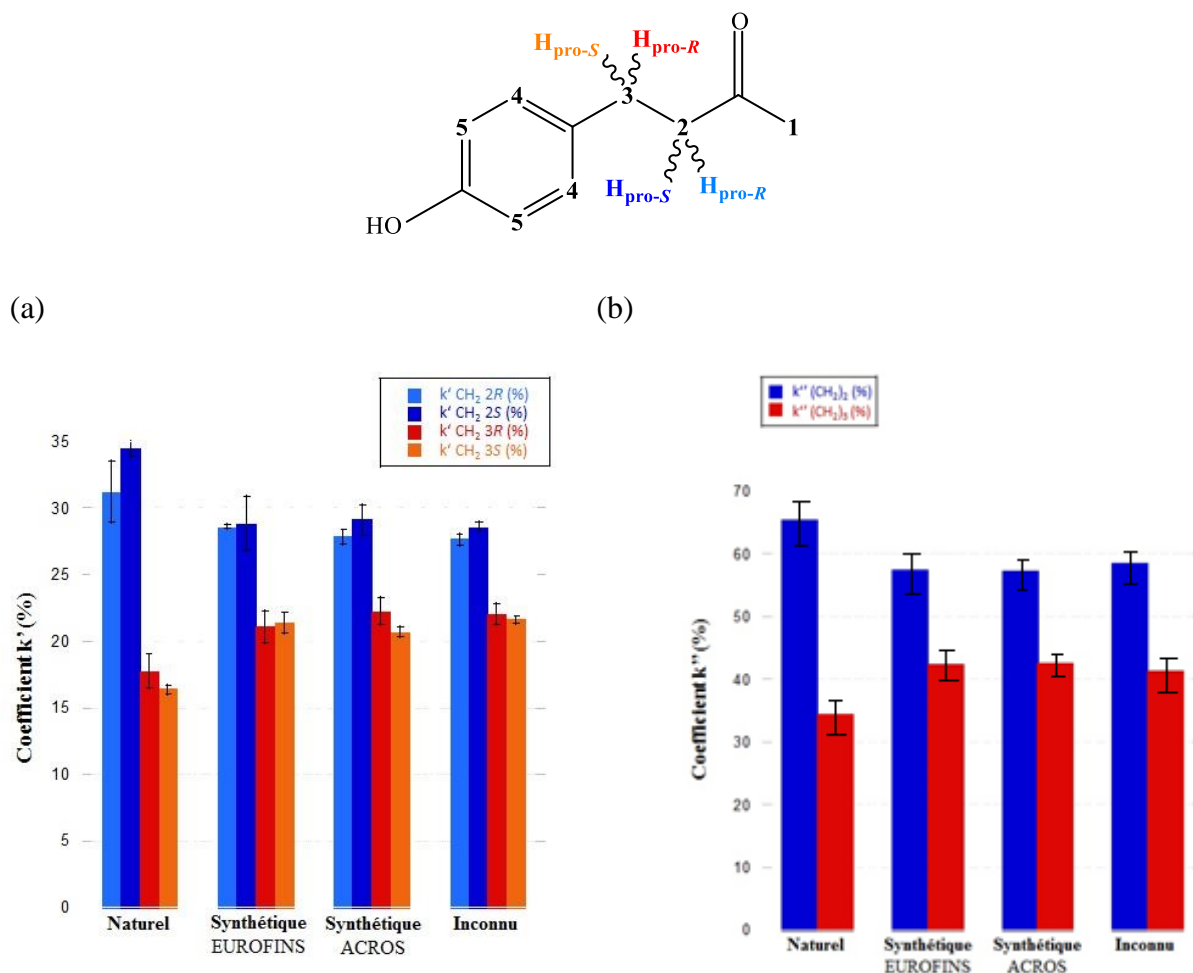 O
H pro-S H pro-R
4 3
5 2 1
4
H pro-S H pro-R
HO 5
(a) (b)
k' CH2 2R (%)
k' CH2 2S (%)
k' CH2 3R (%)
k' CH2 3S (%)
k'' (CH2)2 (%)
k'' (CH2)3 (%)
Coefficient k' (%)
35
30
25
20
15
10
5
0
Naturel Synthétique Synthétique Inconnu
EUROFINS ACROS
Coefficient k'' (%)
70
60
50
40
30
20
10
0
Naturel Synthétique Synthétique Inconnu
EUROFINS ACROS